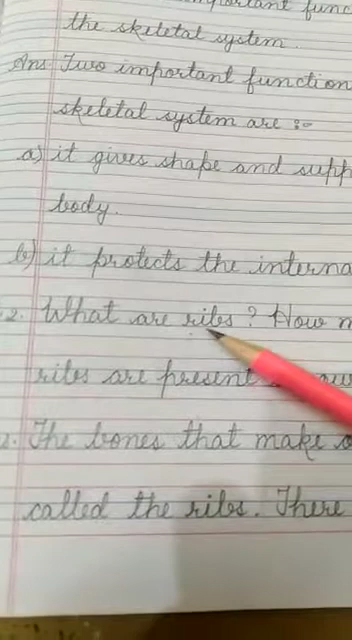 the skeletal system.
Ans Two important function
skeletal system are :-
a) it gives shape and supp
body.
b) it protects the interna
2. What are ribs ? How m
ribs are present
The bones that make
called the ribs. There